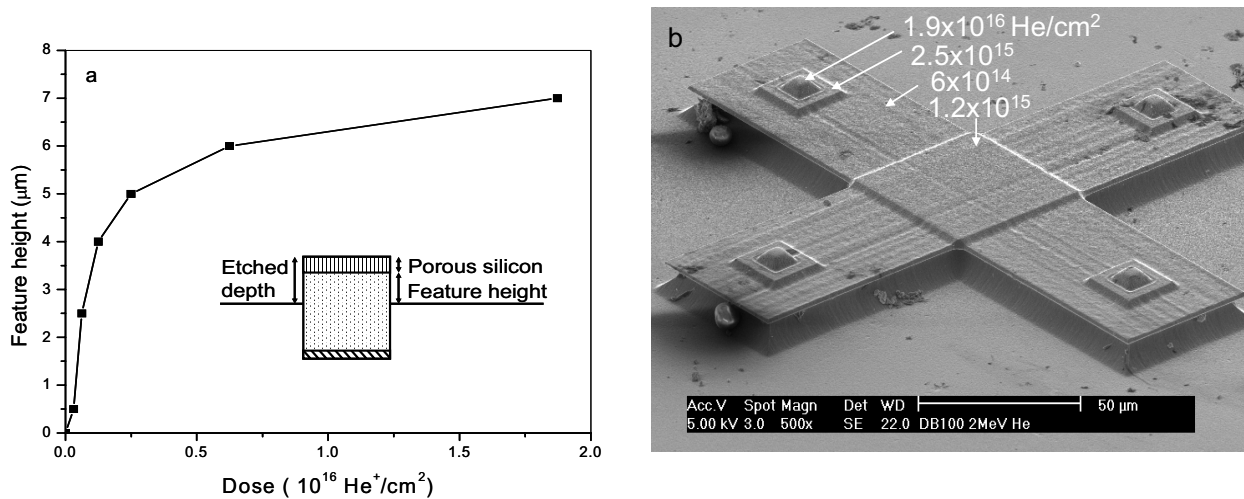 a
8
7
6
5
4
3
2
1
0
Feature height (μm)
Etched depth
Porous silicon
Feature height
0.0 0.5 1.0 1.5 2.0
Dose ( 10¹⁶ He⁺/cm²)
b
1.9x10¹⁶ He/cm²
2.5x10¹⁵
6x10¹⁴
1.2x10¹⁵
Acc.V Spot Magn Det WD 50 μm
5.00 kV 3.0 500x SE 22.0 DB100 2MeV He